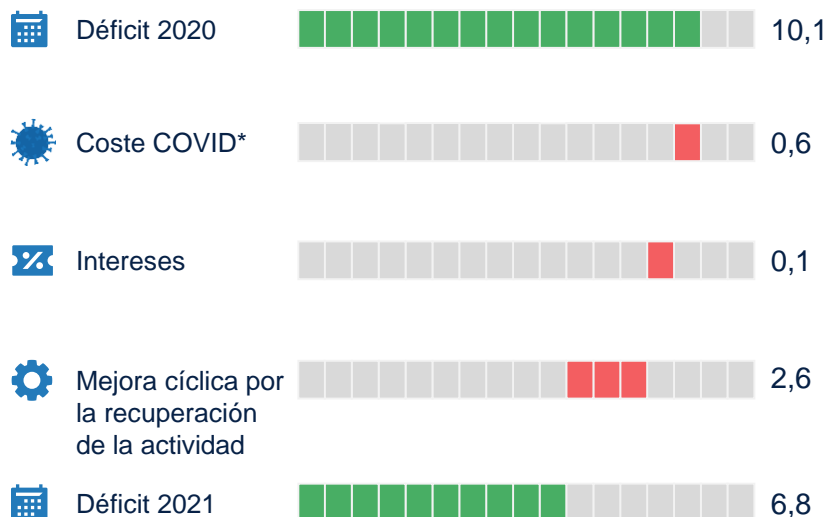 Déficit 2020 10,1
Coste COVID* 0,6
Intereses 0,1
Mejora cíclica por 2,6
la recuperación
de la actividad
Déficit 2021 6,8